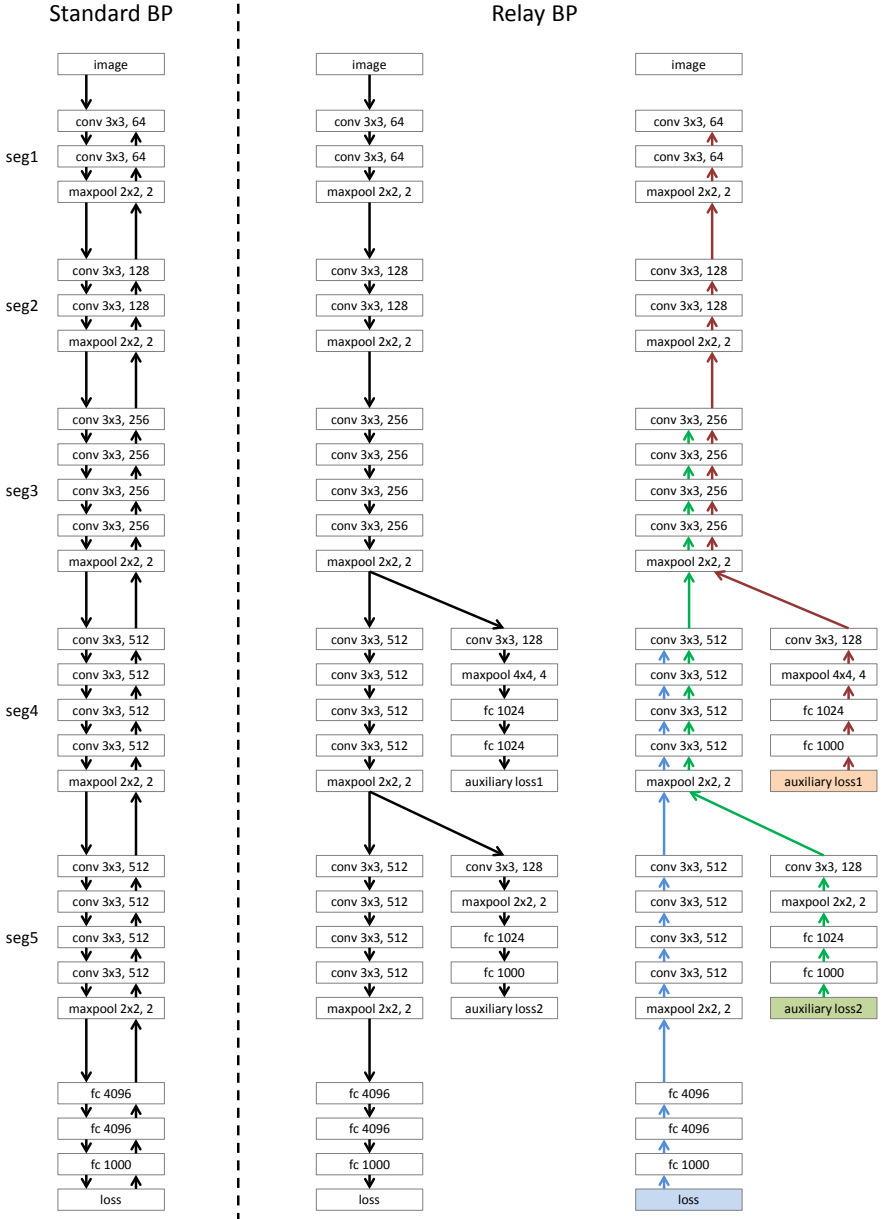 Standard BP
Relay BP
image
image
image
conv 3x3, 64
conv 3x3, 64
conv 3x3, 64
seg1
conv 3x3, 64
conv 3x3, 64
conv 3x3, 64
maxpool 2x2, 2
maxpool 2x2, 2
maxpool 2x2, 2
conv 3x3, 128
conv 3x3, 128
conv 3x3, 128
seg2
conv 3x3, 128
conv 3x3, 128
conv 3x3, 128
maxpool 2x2, 2
maxpool 2x2, 2
maxpool 2x2, 2
conv 3x3, 256
conv 3x3, 256
conv 3x3, 256
conv 3x3, 256
conv 3x3, 256
conv 3x3, 256
seg3
conv 3x3, 256
conv 3x3, 256
conv 3x3, 256
conv 3x3, 256
conv 3x3, 256
conv 3x3, 256
maxpool 2x2, 2
maxpool 2x2, 2
maxpool 2x2, 2
conv 3x3, 512
conv 3x3, 512
conv 3x3, 128
conv 3x3, 512
conv 3x3, 128
conv 3x3, 512
conv 3x3, 512
maxpool 4x4, 4
conv 3x3, 512
maxpool 4x4, 4
seg4
conv 3x3, 512
conv 3x3, 512
fc 1024
conv 3x3, 512
fc 1024
conv 3x3, 512
conv 3x3, 512
fc 1024
conv 3x3, 512
fc 1000
maxpool 2x2, 2
maxpool 2x2, 2
auxiliary loss1
maxpool 2x2, 2
auxiliary loss1
conv 3x3, 512
conv 3x3, 512
conv 3x3, 128
conv 3x3, 512
conv 3x3, 128
conv 3x3, 512
conv 3x3, 512
maxpool 2x2, 2
conv 3x3, 512
maxpool 2x2, 2
seg5
conv 3x3, 512
conv 3x3, 512
fc 1024
conv 3x3, 512
fc 1024
conv 3x3, 512
conv 3x3, 512
fc 1000
conv 3x3, 512
fc 1000
maxpool 2x2, 2
maxpool 2x2, 2
auxiliary loss2
maxpool 2x2, 2
auxiliary loss2
fc 4096
fc 4096
fc 4096
fc 4096
fc 4096
fc 4096
fc 1000
fc 1000
fc 1000
loss
loss
loss